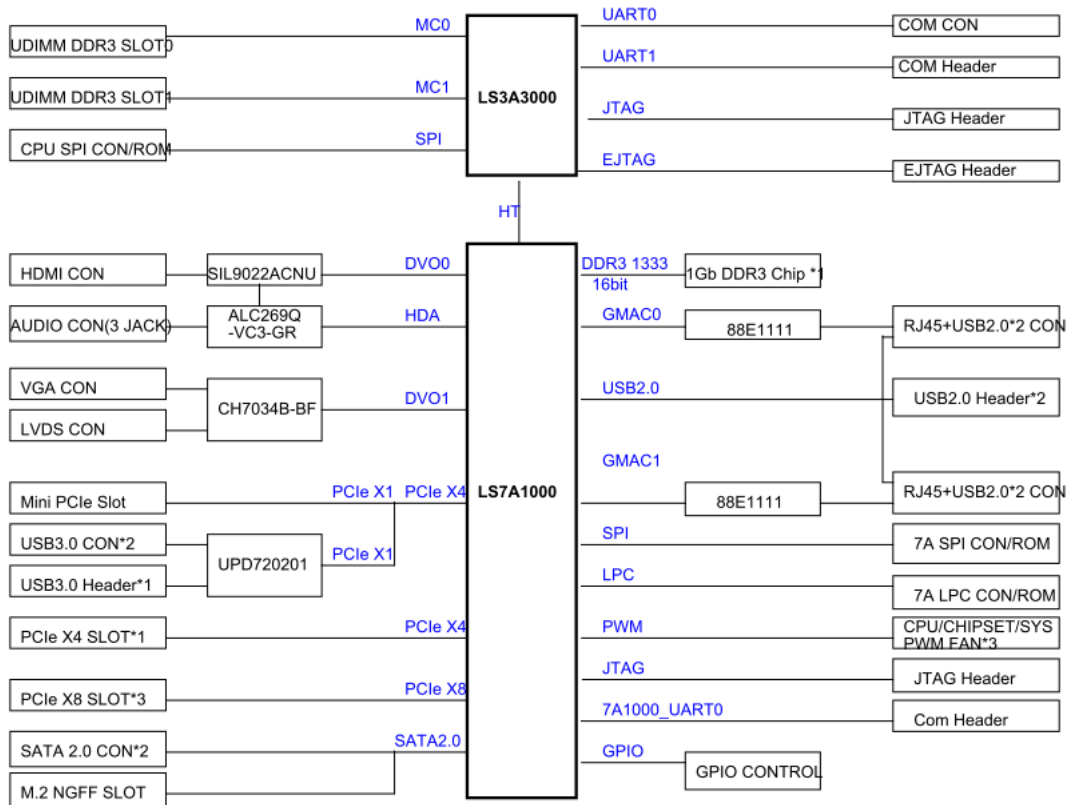 MC0
UART0
COM CON
UDIMM DDR3 SLOT0
UART1
COM Header
MC1
UDIMM DDR3 SLOT1
LS3A3000
JTAG
JTAG Header
SPI
CPU SPI CON/ROM
EJTAG
EJTAG Header
HT
HDMI CON
SIL9022ACNU
DVO0
DDR3 1333
16bit
1Gb DDR3 Chip *1
AUDIO CON(3 JACK)
ALC269Q
-VC3-GR
HDA
GMAC0
88E1111
RJ45+USB2.0*2 CON
VGA CON
LVDS CON
CH7034B-BF
DVO1
USB2.0
USB2.0 Header*2
GMAC1
88E1111
RJ45+USB2.0*2 CON
Mini PCIe Slot
PCIe X1
PCIe X4
LS7A1000
USB3.0 CON*2
USB3.0 Header*1
UPD720201
PCIe X1
SPI
7A SPI CON/ROM
LPC
7A LPC CON/ROM
PCIe X4 SLOT*1
PCIe X4
PWM
CPU/CHIPSET/SYS
PWM FAN*3
JTAG
JTAG Header
PCIe X8 SLOT*3
PCIe X8
7A1000_UART0
Com Header
SATA 2.0 CON*2
SATA2.0
M.2 NGFF SLOT
GPIO
GPIO CONTROL